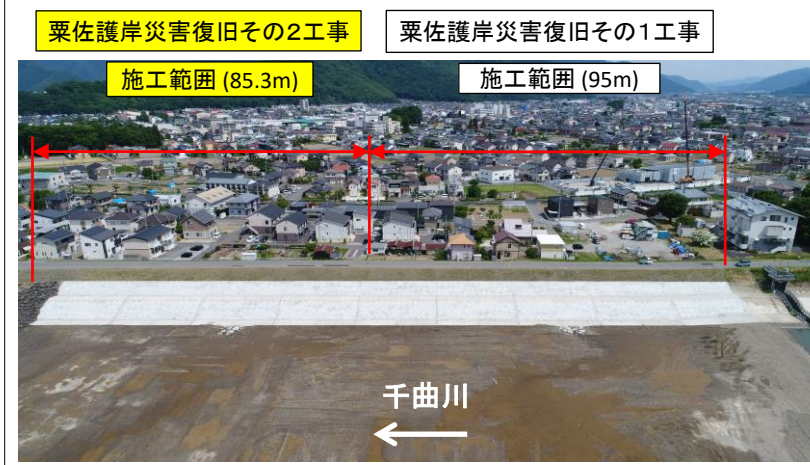 粟佐護岸災害復旧その2工事
粟佐護岸災害復旧その1工事
施工範囲 (85.3m)
施工範囲 (95m)
千曲川